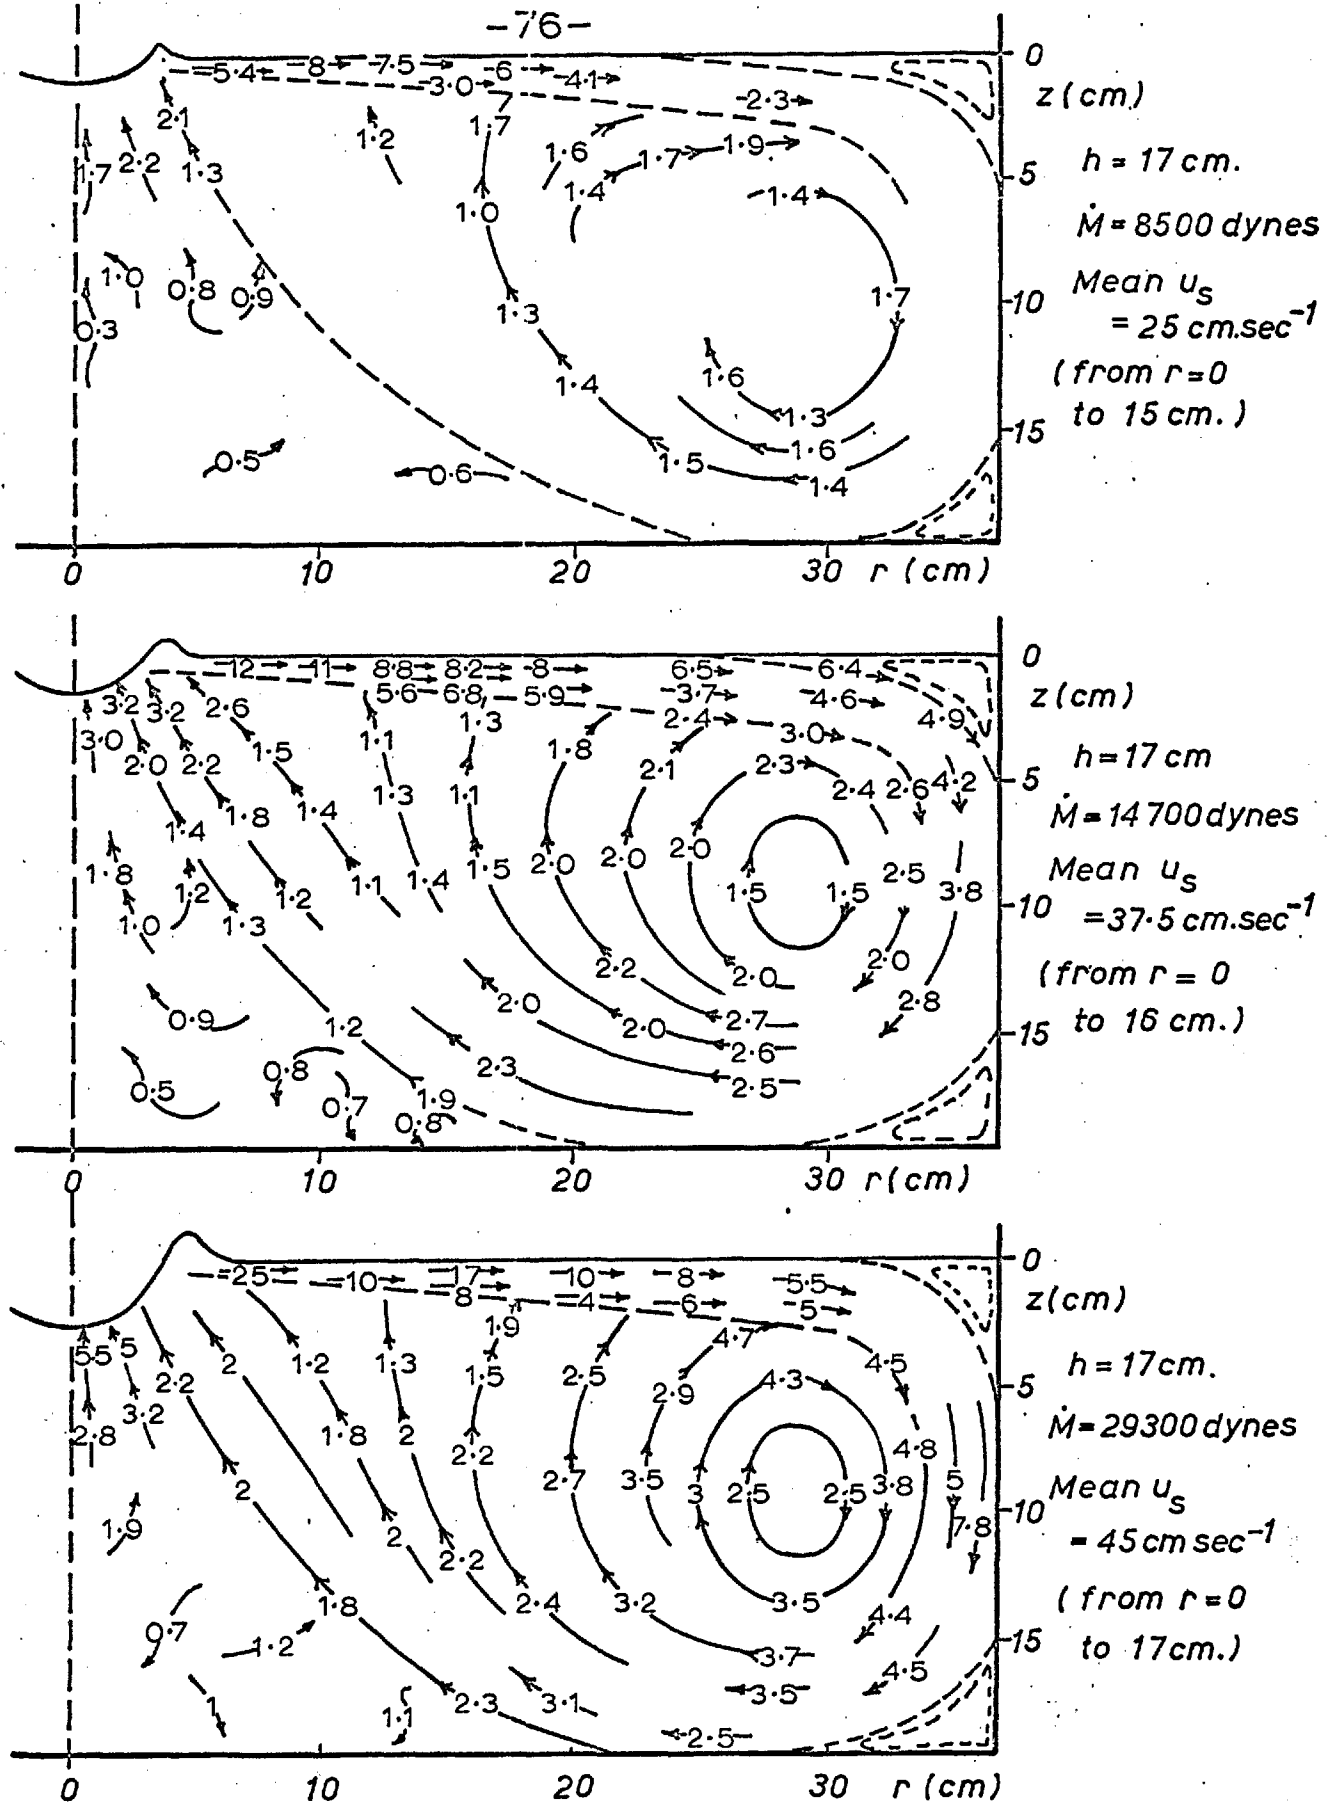 -76-
5.4 8 7.5 6 4.1
3.0 2.3
2.1 1.2 1.7 1.6 1.7 1.9
1.7 2.2 1.3 1.4 1.4
1.0
1.0 0.8 0.9 1.7
0.3 1.3
1.4 1.6
1.3
0.5 0.6 1.5 1.6
1.4
0
5
10
15
z (cm)
h = 17 cm.
Ṁ = 8500 dynes
Mean us
= 25 cm.sec-1
(from r=0
to 15 cm.)
0 10 20 30 r (cm)
12 11 8.8 8.2 8 6.5 6.4
5.6 6.8 5.9 3.7 4.6
3.2 3.2 2.6 1.3 2.4 4.9
3.0 1.5 1.1 1.8 3.0
2.0 2.2 2.1 2.3
1.4 1.8 1.4 1.3 1.1 2.4 2.6 4.2
1.8 1.2 1.1 1.4 1.5 2.0 2.0 2.0 2.5
1.0 1.3 1.2 1.5 1.5 3.8
2.2 2.0 2.0
0.9 1.2 2.0 2.0 2.7 2.8
0.5 0.8 2.3 2.6
0.7 1.9 2.5
0.8
0
5
10
15
z (cm)
h = 17 cm
Ṁ = 14700 dynes
Mean us
= 37.5 cm.sec-1
(from r = 0
to 16 cm.)
0 10 20 30 r (cm)
25 10 17 10 8 5.5
8 4 6 5
5.5 5 1.9 4.7
2.2 2 1.2 1.3 1.5 2.5 2.9 4.3 4.5
2.8 3.2 1.8 2 2.2 4.8
2 2.7 3.5 3 2.5 2.5 3.8 5
1.9 2 2.2 7.8
1.8 2.4 3.2 3.5 4.4
0.7 1.2 3.7
1 1.1 2.3 3.1 3.5 4.5
2.5
0
5
10
15
z (cm)
h = 17 cm.
Ṁ = 29300 dynes
Mean us
= 45 cm sec-1
(from r=0
to 17 cm.)
0 10 20 30 r (cm)